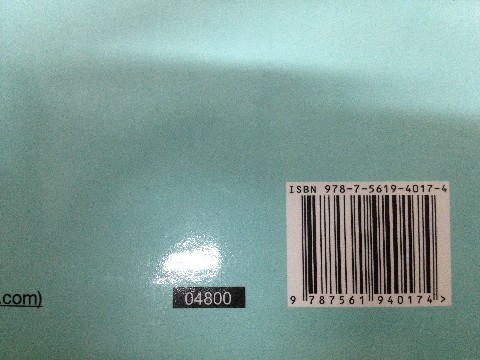 ISBN 978-7-5619-4017-4
9 787561 940174 >
04800
.com)